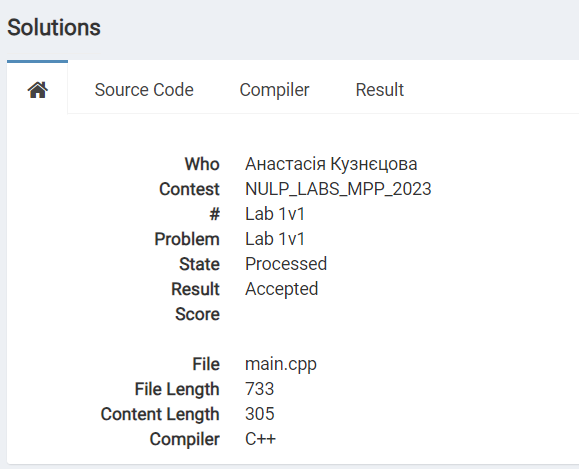 Solutions
Source Code Compiler Result
Who Анастасія Кузнєцова
Contest NULP_LABS_MPP_2023
# Lab 1v1
Problem Lab 1v1
State Processed
Result Accepted
Score
File main.cpp
File Length 733
Content Length 305
Compiler C++